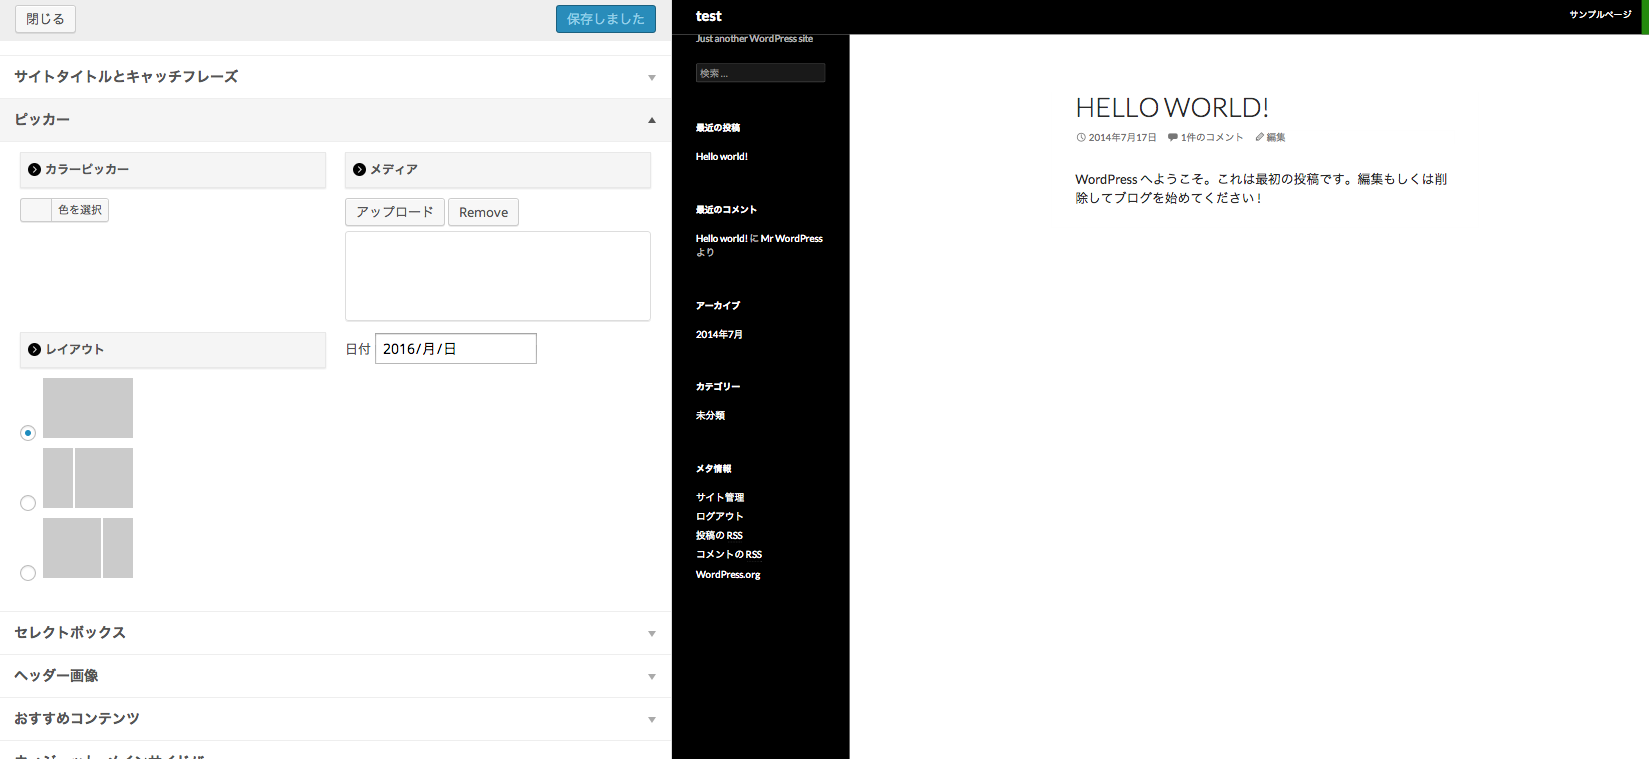 閉じる
保存しました
サイトタイトルとキャッチフレーズ
ピッカー
カラーピッカー
メディア
色を選択
アップロード
Remove
レイアウト
日付 2016/月/日
セレクトボックス
ヘッダー画像
おすすめコンテンツ
test
サンプルページ
Just another WordPress site
検索 ...
最近の投稿
Hello world!
最近のコメント
Hello world! に Mr WordPress
より
アーカイブ
2014年7月
カテゴリー
未分類
メタ情報
サイト管理
ログアウト
投稿の RSS
コメントの RSS
WordPress.org
HELLO WORLD!
2014年7月17日 1件のコメント 編集
WordPress へようこそ。これは最初の投稿です。編集もしくは削
除してブログを始めてください !